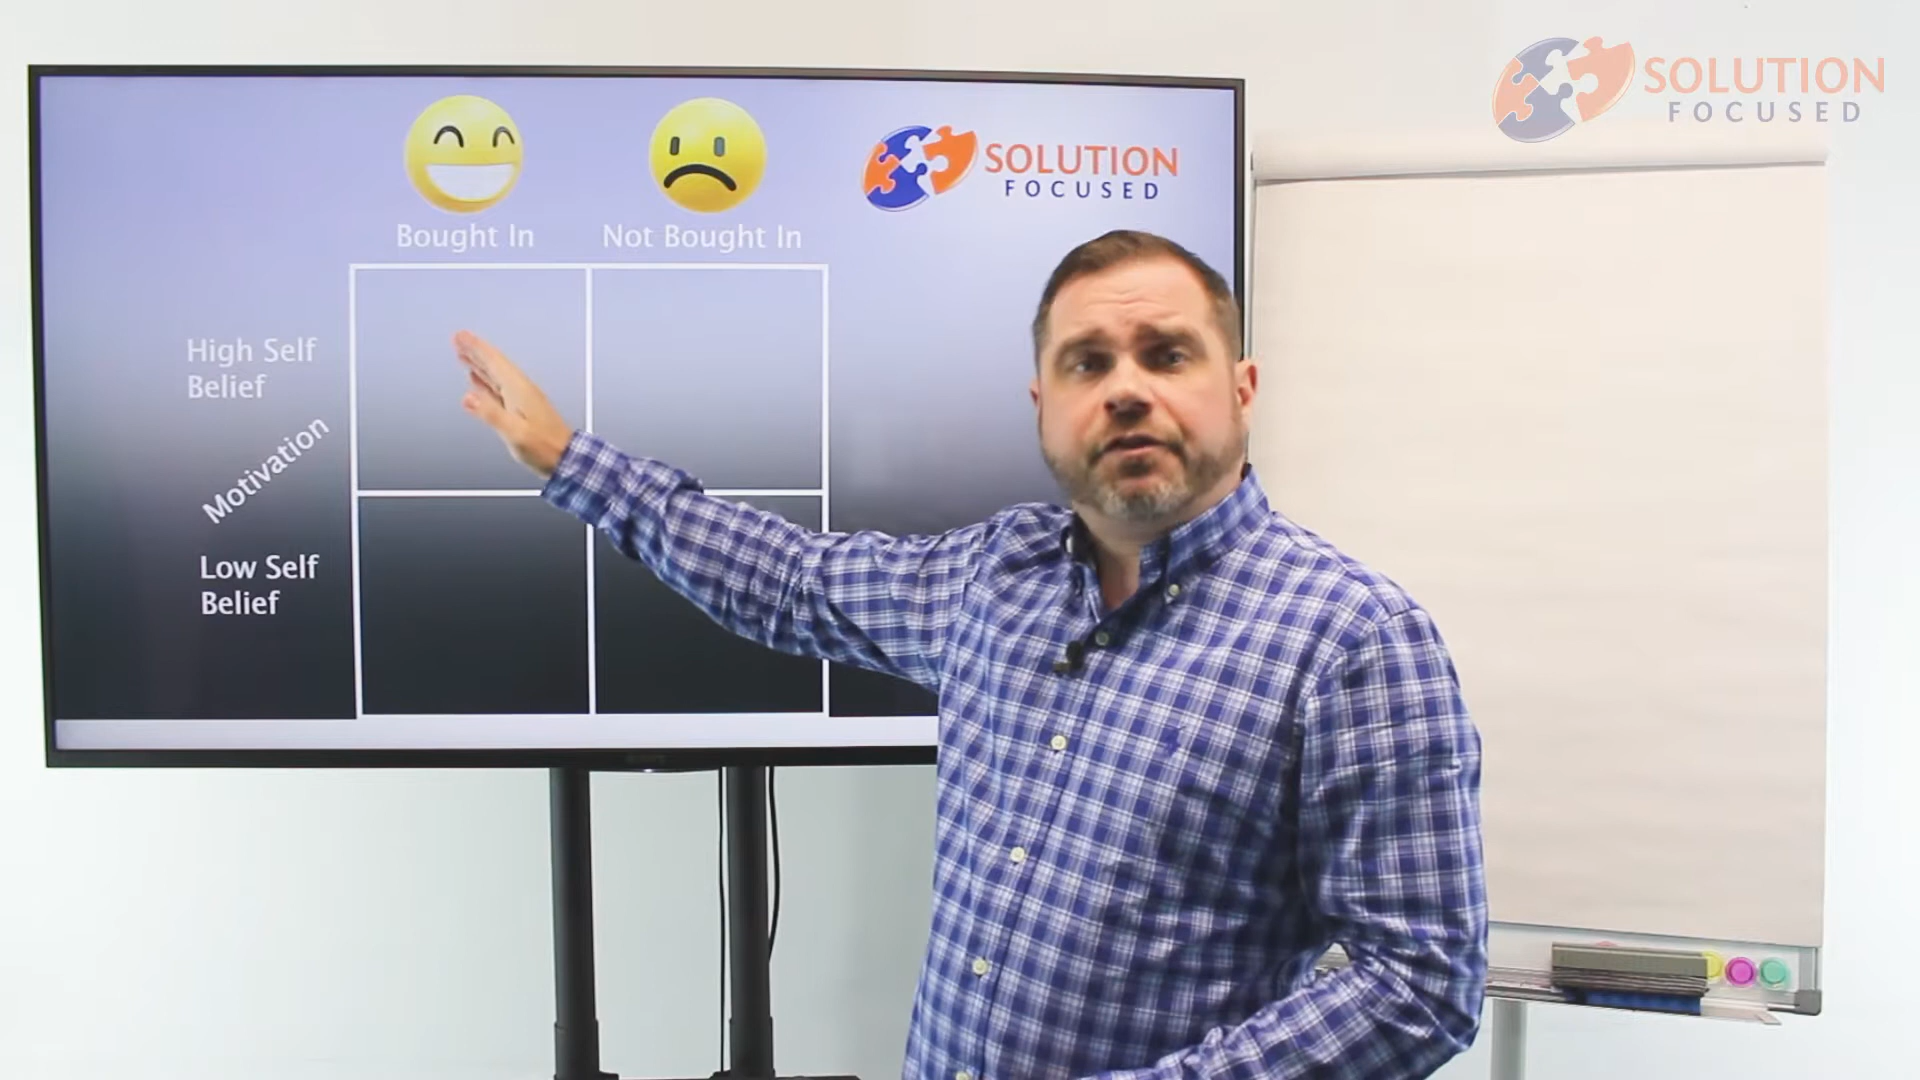 SOLUTION
FOCUSED
SOLUTION
FOCUSED
Bought In
Not Bought In
High Self
Belief
Motivation
Low Self
Belief